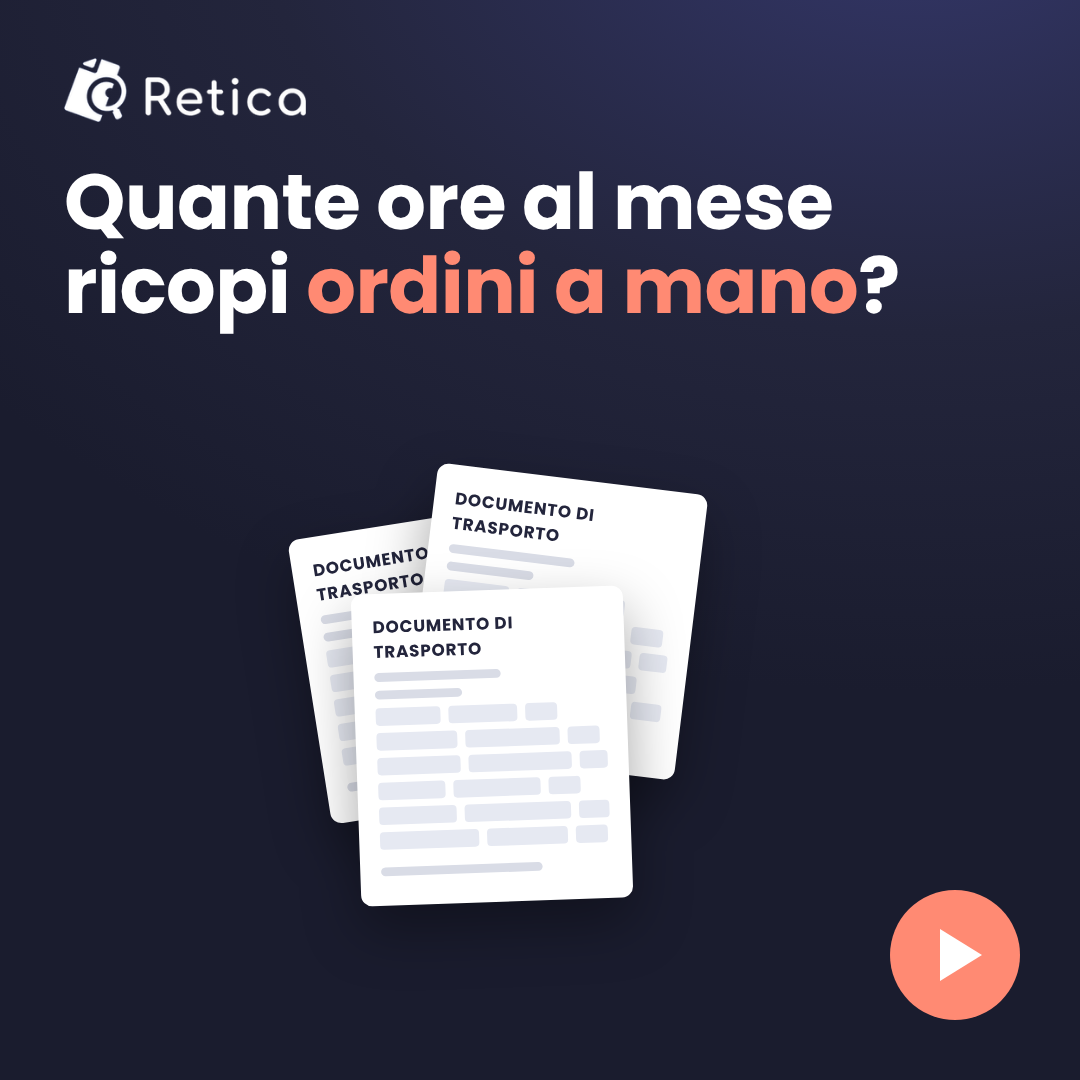 Retica
Quante ore al mese
ricopi ordini a mano?
DOCUMENTO DI
TRASPORTO
DOCUMENTO
TRASPORTO
DOCUMENTO DI
TRASPORTO